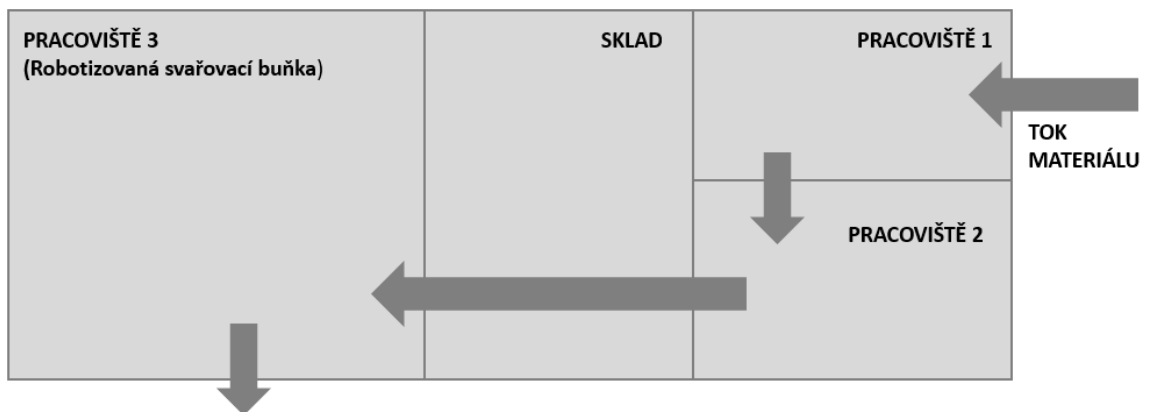 PRACOVIŠTĚ 3
(Robotizovaná svařovací buňka)
SKLAD
PRACOVIŠTĚ 1
TOK
MATERIÁLU
PRACOVIŠTĚ 2